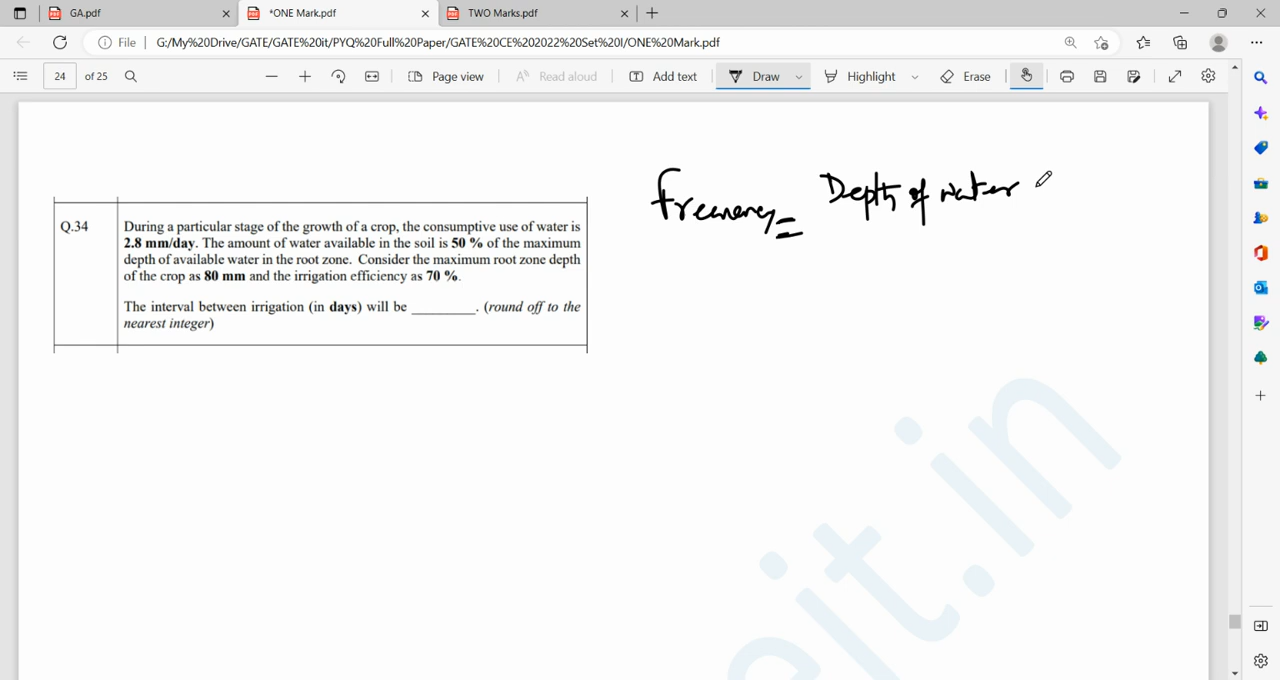 GA.pdf
*ONE Mark.pdf
TWO Marks.pdf
File
G:/My%20Drive/GATE/GATE%20it/PYQ%20Full%20Paper/GATE%20CE%202022%20Set%20I/ONE%20Mark.pdf
24 of 25
Page view
Read aloud
Add text
Draw
Highlight
Erase
Depth of water
=
Q.34
During a particular stage of the growth of a crop, the consumptive use of water is
2.8 mm/day. The amount of water available in the soil is 50 % of the maximum
depth of available water in the root zone. Consider the maximum root zone depth
of the crop as 80 mm and the irrigation efficiency as 70 %.
The interval between irrigation (in days) will be ________. (round off to the
nearest integer)
it.in